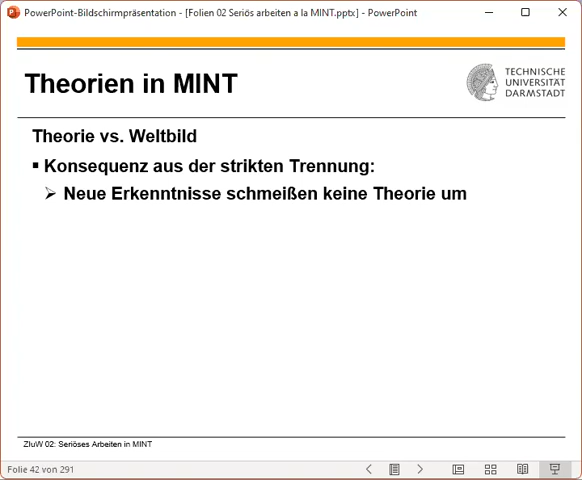 PowerPoint-Bildschirmpräsentation - [Folien 02 Seriös arbeiten a la MINT.pptx] - PowerPoint
Theorien in MINT
TECHNISCHE
UNIVERSITÄT
DARMSTADT
Theorie vs. Weltbild
▪ Konsequenz aus der strikten Trennung:
➢ Neue Erkenntnisse schmeißen keine Theorie um
ZIuW 02: Seriöses Arbeiten in MINT
Folie 42 von 291